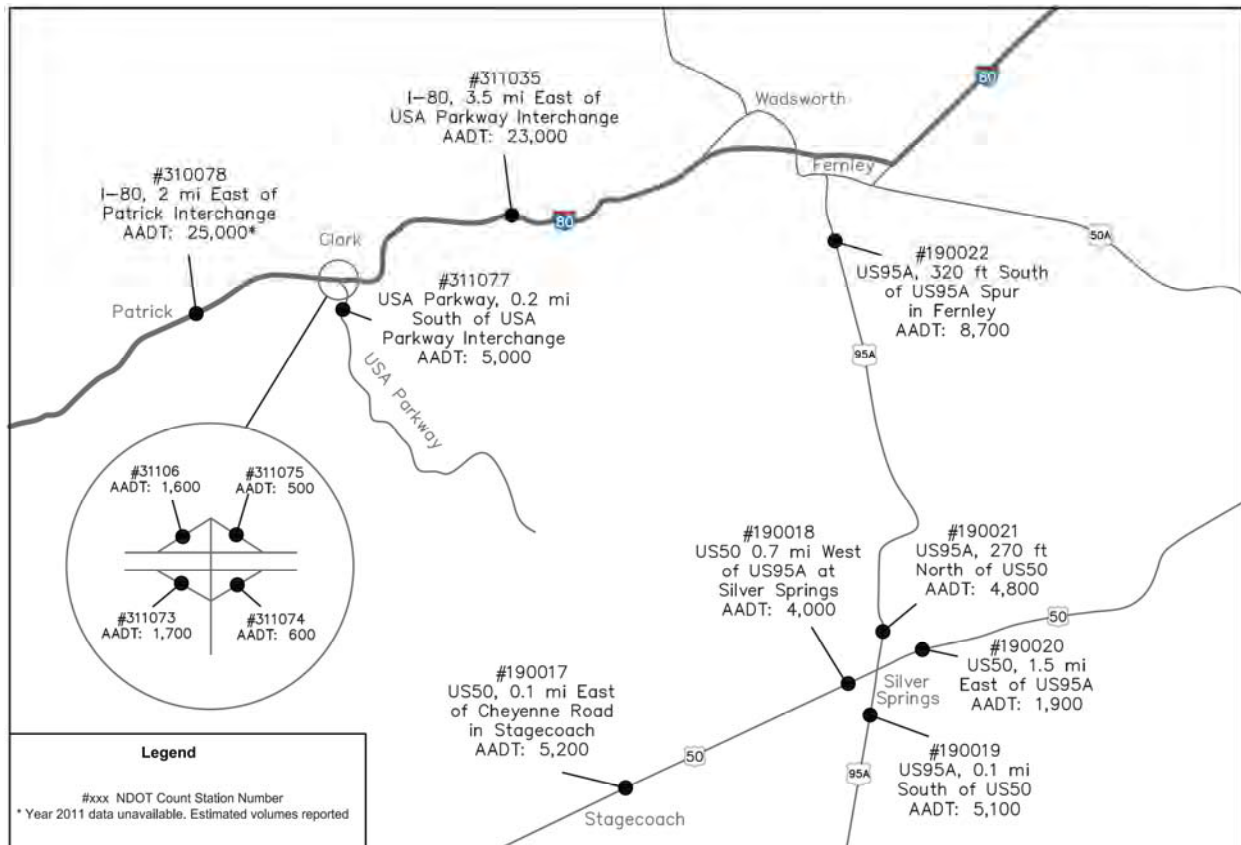 #311035
I-80, 3.5 mi East of
USA Parkway Interchange
AADT: 23,000
80
Wadsworth
Fernley
#310078
I-80, 2 mi East of
Patrick Interchange
AADT: 25,000*
Clark
80
50A
Patrick
#311077
USA Parkway, 0.2 mi
South of USA
Parkway Interchange
AADT: 5,000
USA Parkway
#190022
US95A, 320 ft South
of US95A Spur
in Fernley
AADT: 8,700
95A
#31106
AADT: 1,600
#311075
AADT: 500
#311073
AADT: 1,700
#311074
AADT: 600
#190018
US50 0.7 mi West
of US95A at
Silver Springs
AADT: 4,000
#190021
US95A, 270 ft
North of US50
AADT: 4,800
50
#190020
US50, 1.5 mi
East of US95A
AADT: 1,900
Silver
Springs
#190017
US50, 0.1 mi East
of Cheyenne Road
in Stagecoach
AADT: 5,200
50
95A
#190019
US95A, 0.1 mi
South of US50
AADT: 5,100
Stagecoach
Legend
#xxx NDOT Count Station Number
* Year 2011 data unavailable. Estimated volumes reported